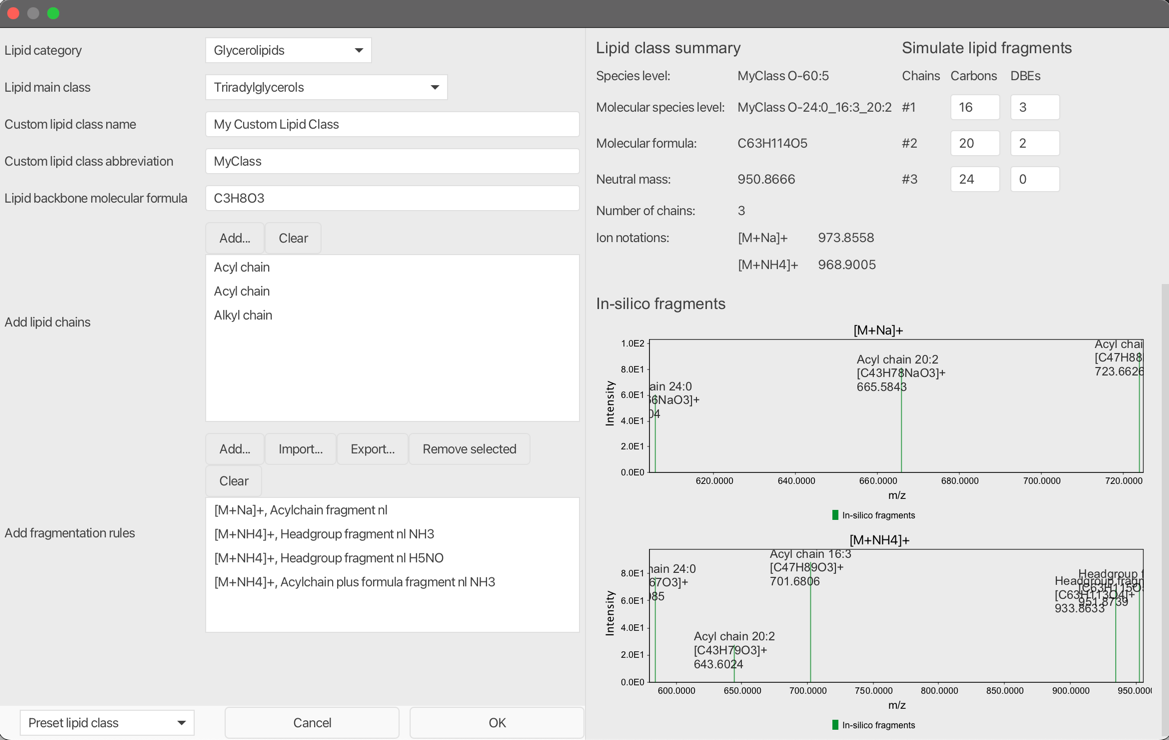 Lipid category
Glycerolipids
Lipid main class
Triradylglycerols
Custom lipid class name
My Custom Lipid Class
Custom lipid class abbreviation
MyClass
Lipid backbone molecular formula
C3H8O3
Add... Clear
Add lipid chains
Acyl chain
Acyl chain
Alkyl chain
Add... Import... Export... Remove selected
Clear
Add fragmentation rules
[M+Na]+, Acylchain fragment nl
[M+NH4]+, Headgroup fragment nl NH3
[M+NH4]+, Headgroup fragment nl H5NO
[M+NH4]+, Acylchain plus formula fragment nl NH3
Preset lipid class Cancel OK
Lipid class summary
Species level: MyClass O-60:5
Molecular species level: MyClass O-24:0_16:3_20:2
Molecular formula: C63H114O5
Neutral mass: 950.8666
Number of chains: 3
Ion notations: [M+Na]+ 973.8558
[M+NH4]+ 968.9005
Simulate lipid fragments
Chains Carbons DBEs
#1 16 3
#2 20 2
#3 24 0
In-silico fragments
[M+Na]+
Intensity
1.0E2
8.0E1
6.0E1
4.0E1
2.0E1
0.0E0
ain 24:0
6NaO3]+
04
Acyl chain 20:2
[C43H78NaO3]+
665.5843
Acyl chai
[C47H88
723.6626
620.0000 640.0000 660.0000 680.0000 700.0000 720.0000
m/z
In-silico fragments
[M+NH4]+
Intensity
8.0E1
6.0E1
4.0E1
2.0E1
0.0E0
hain 24:0
67O3]+
085
Acyl chain 20:2
[C43H79O3]+
643.6024
Acyl chain 16:3
[C47H89O3]+
701.6806
Headgroup fragn
[C63H113O4]+
933.8633
Headgroup f
[C63H115O
951.8739
600.0000 650.0000 700.0000 750.0000 800.0000 850.0000 900.0000 950.000
m/z
In-silico fragments